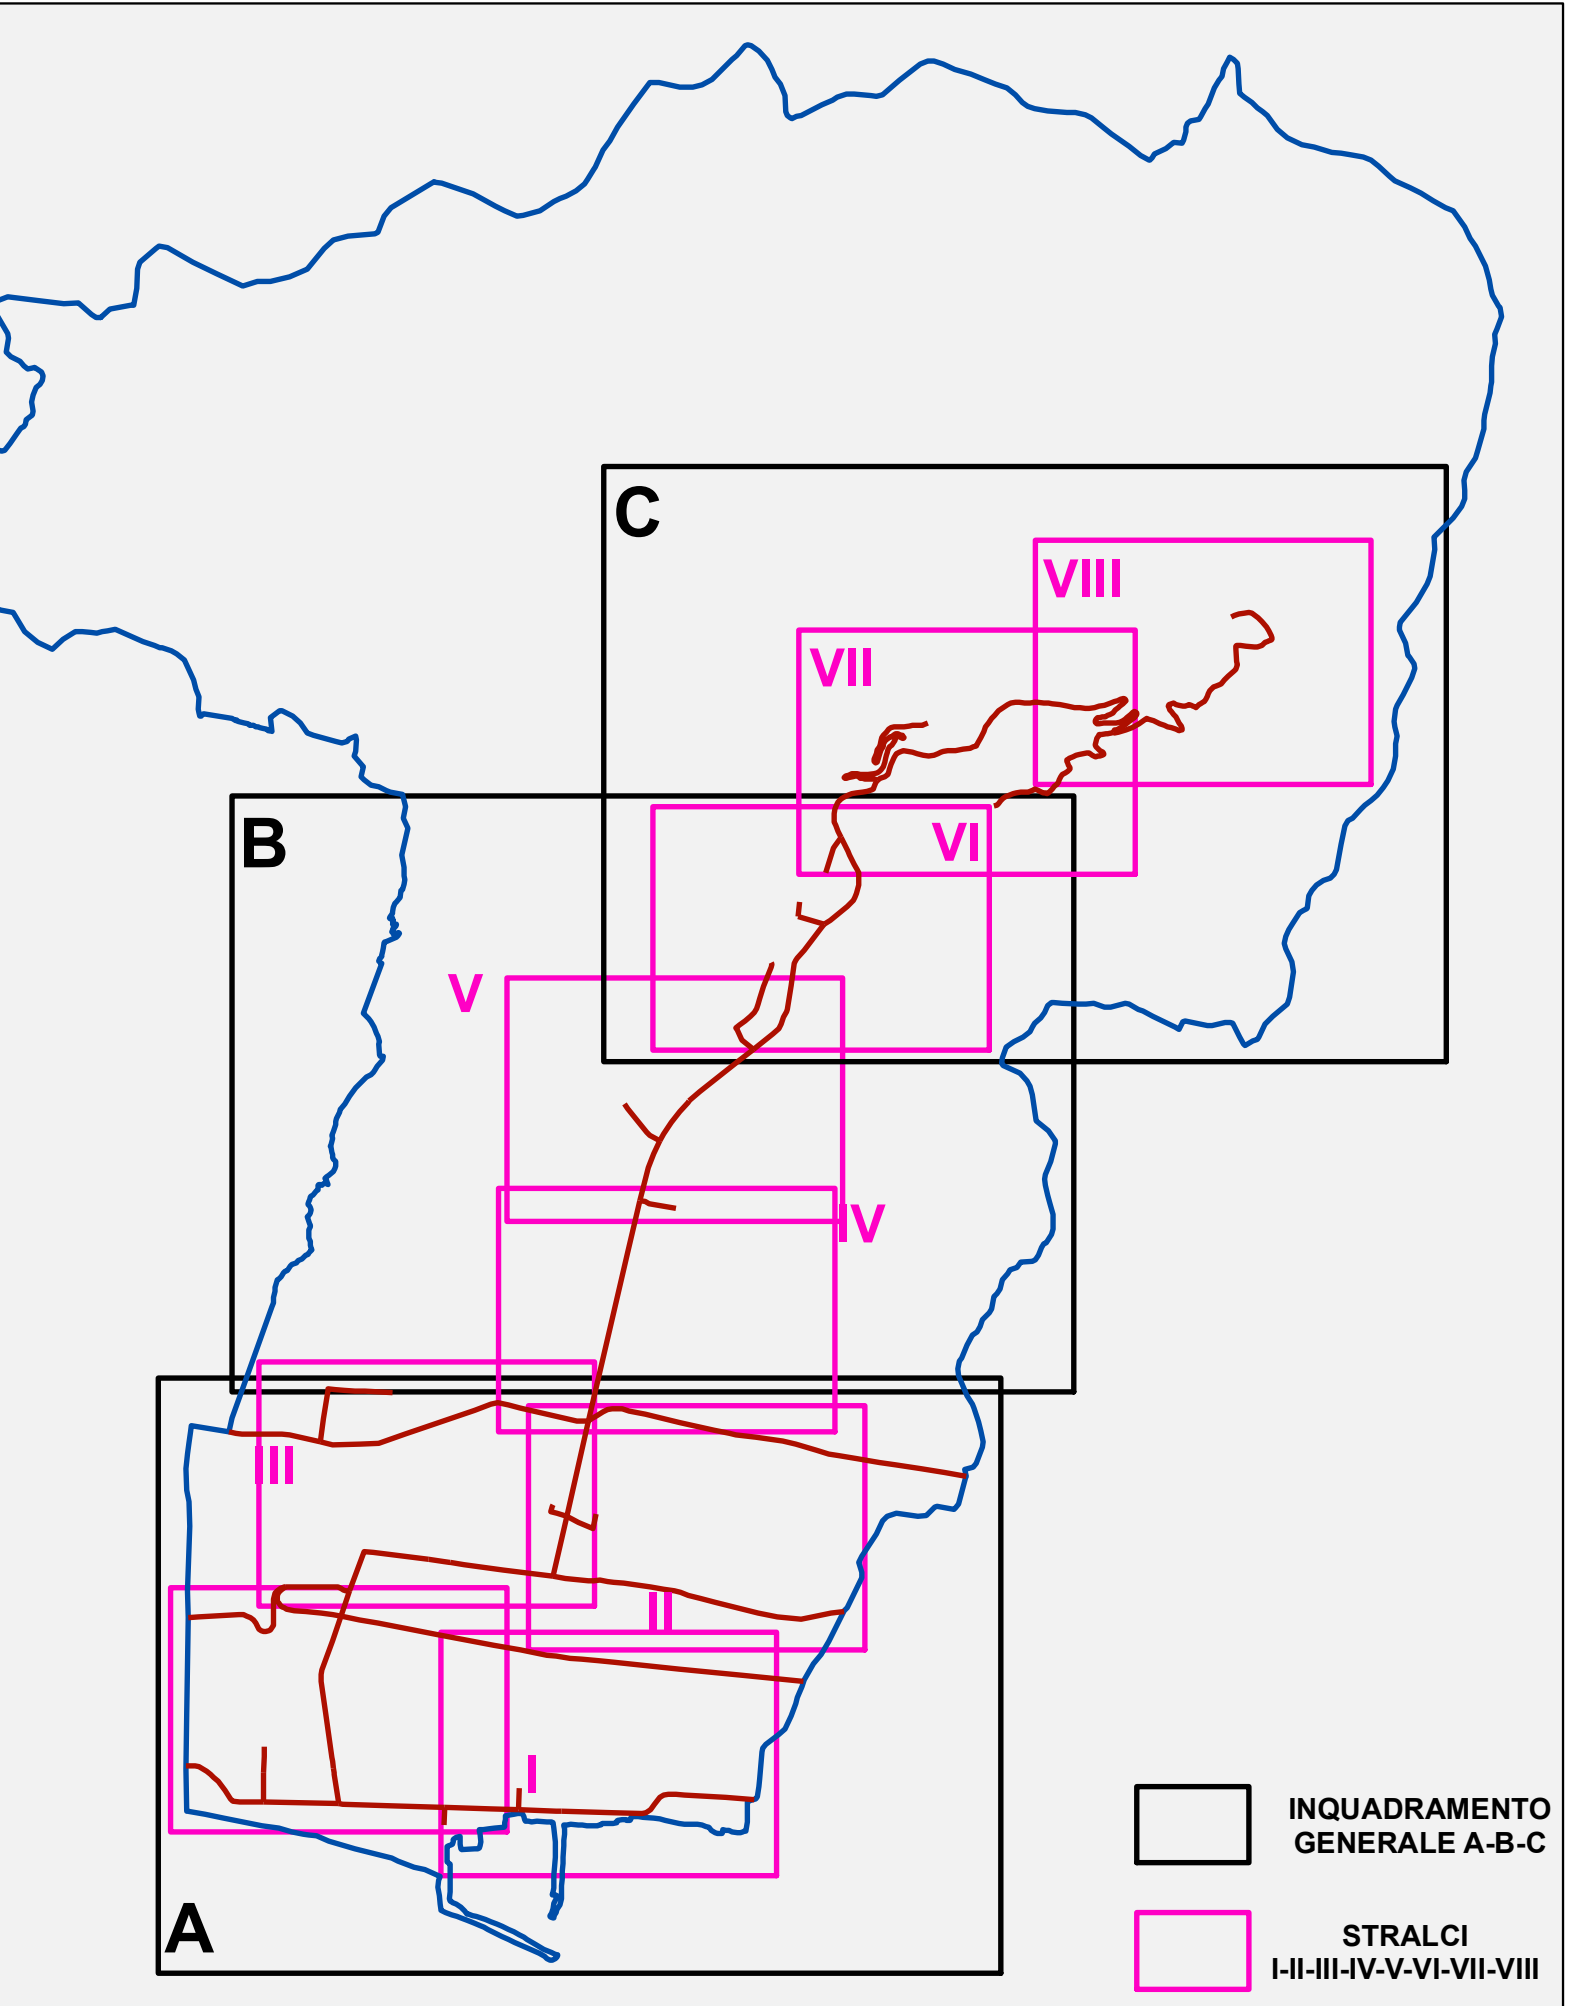 C
VIII
VII
B
VI
V
IV
III
II
I
A
INQUADRAMENTO
GENERALE A-B-C
STRALCI
I-II-III-IV-V-VI-VII-VIII